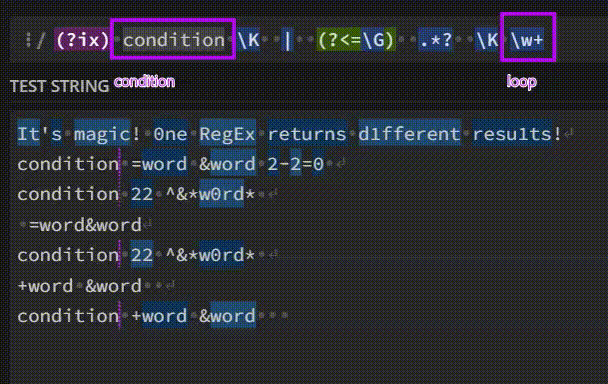 ⁝/ (?ix) condition \K | (?<=\G) .*? \K \w+
TEST STRING condition loop
It's magic! 0ne RegEx returns d1fferent resu1ts!
condition =word &word 2-2=0
condition 22 ^&*w0rd*
=word&word
condition 22 ^&*w0rd*
+word &word
condition +word &word